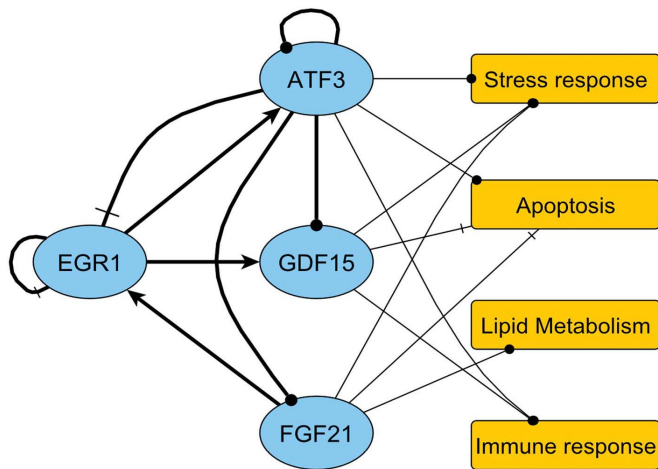 ATF3
Stress response
Apoptosis
EGR1
GDF15
Lipid Metabolism
FGF21
Immune response